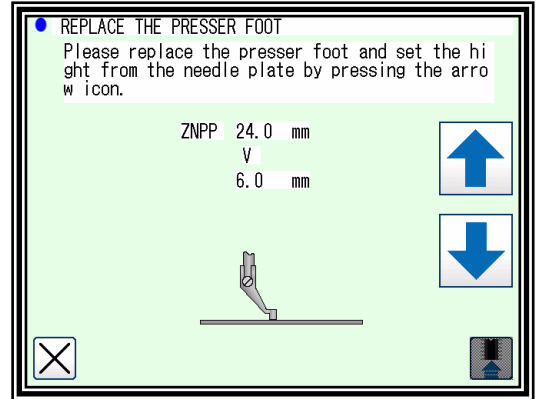 REPLACE THE PRESSER FOOT
Please replace the presser foot and set the hi
ght from the needle plate by pressing the arro
w icon.
ZNPP 24.0 mm
V
6.0 mm